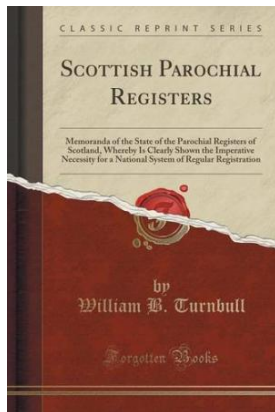 CLASSIC REPRINT SERIES
SCOTTISH PAROCHIAL
REGISTERS
Memoranda of the State of the Parochial Registers of
Scotland, Whereby Is Clearly Shown the Imperative
Necessity for a National System of Regular Registration
by
William B. Turnbull
Forgotten Books